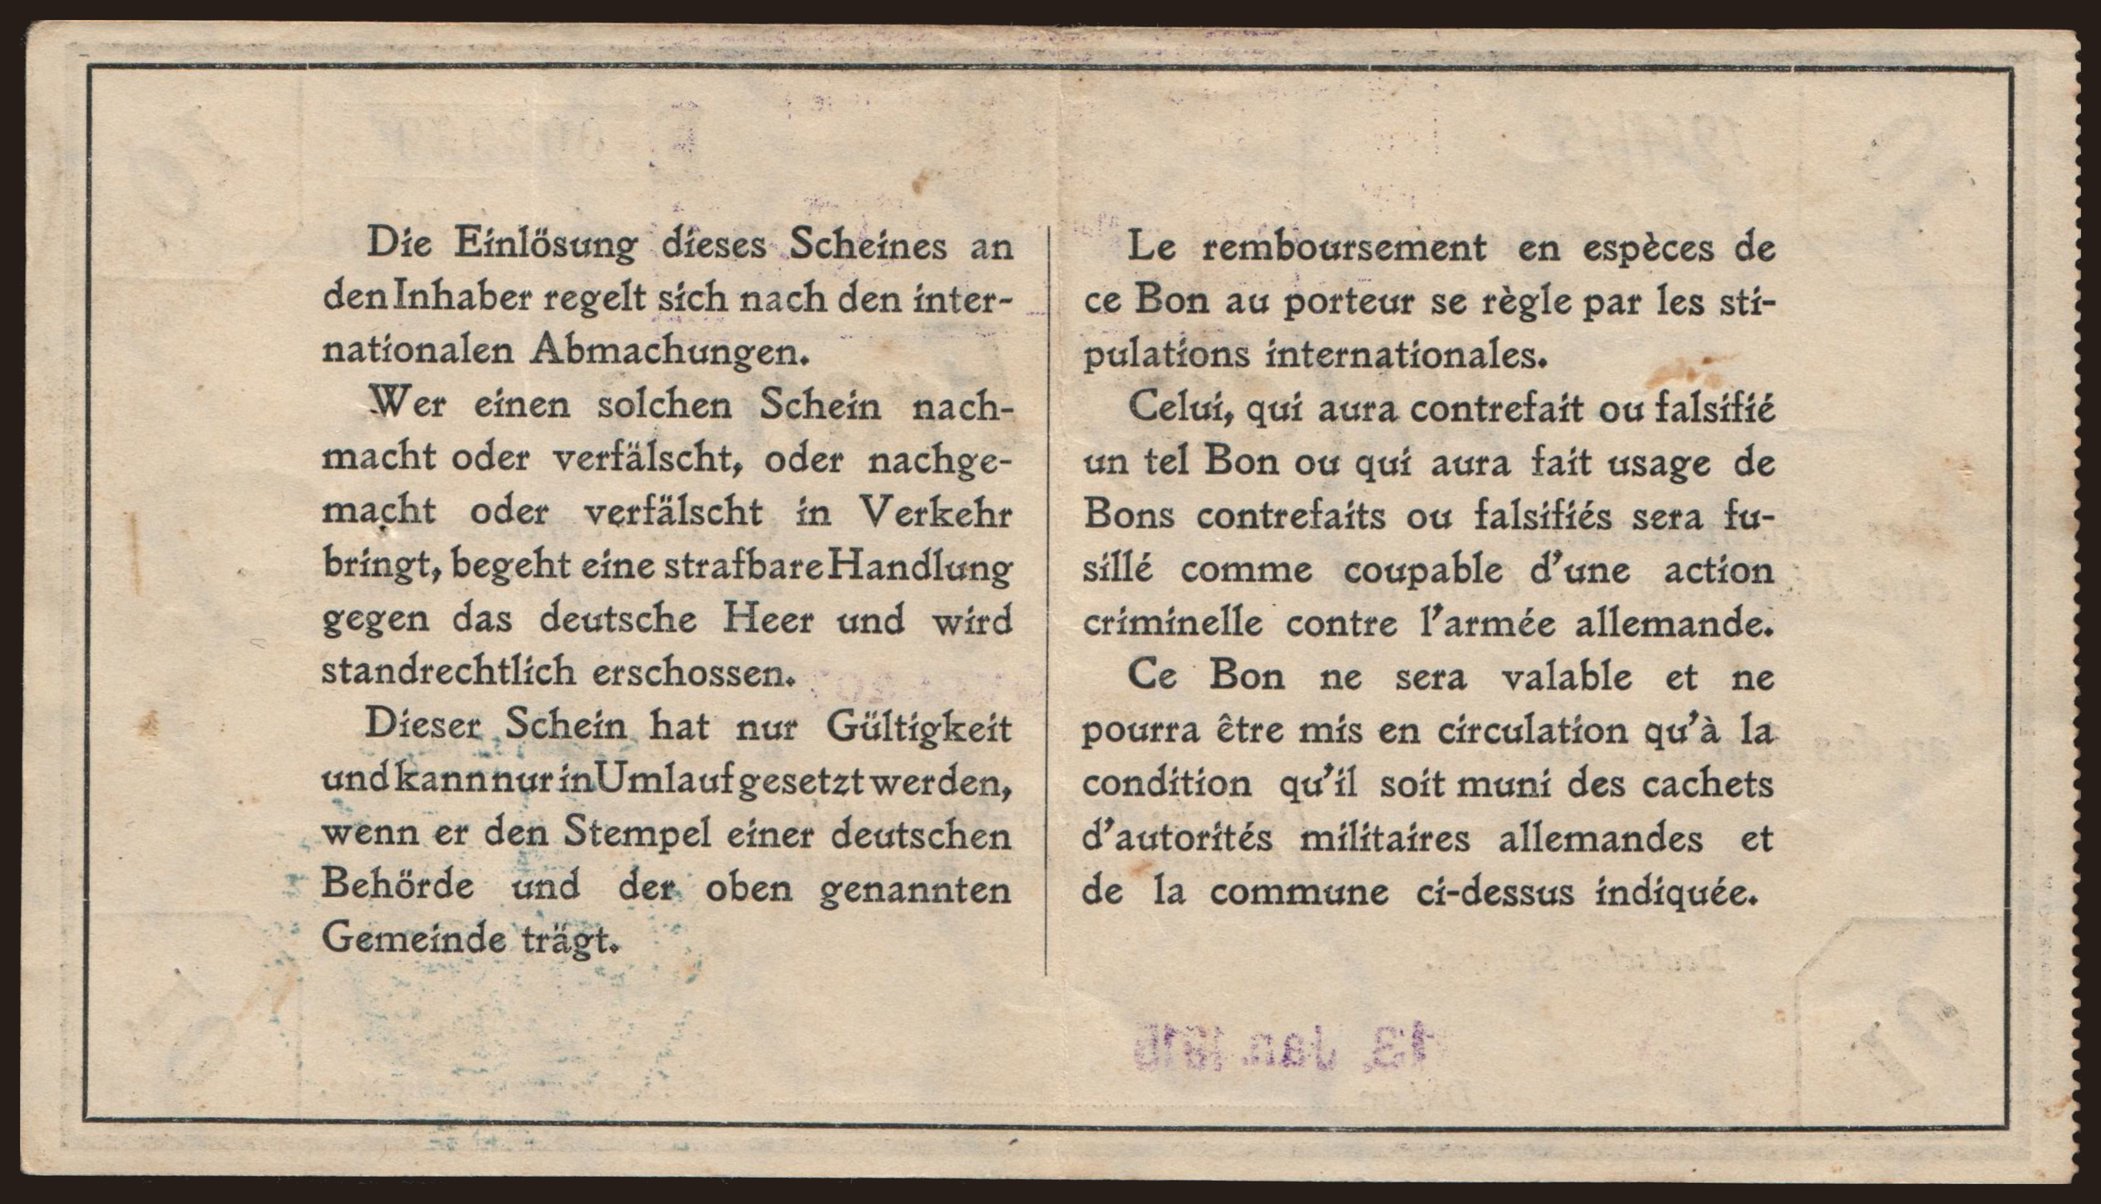 Die Einlösung dieses Scheines an
den Inhaber regelt sich nach den inter-
nationalen Abmachungen.
Wer einen solchen Schein nach-
macht oder verfälscht, oder nachge-
macht oder verfälscht in Verkehr
bringt, begeht eine strafbare Handlung
gegen das deutsche Heer und wird
standrechtlich erschossen.
Dieser Schein hat nur Gültigkeit
und kann nur in Umlauf gesetzt werden,
wenn er den Stempel einer deutschen
Behörde und der oben genannten
Gemeinde trägt.
Le remboursement en espèces de
ce Bon au porteur se règle par les sti-
pulations internationales.
Celui, qui aura contrefait ou falsifié
un tel Bon ou qui aura fait usage de
Bons contrefaits ou falsifiés sera fu-
sillé comme coupable d'une action
criminelle contre l'armée allemande.
Ce Bon ne sera valable et ne
pourra être mis en circulation qu'à la
condition qu'il soit muni des cachets
d'autorités militaires allemandes et
de la commune ci-dessus indiquée.
13. Jan. 1915